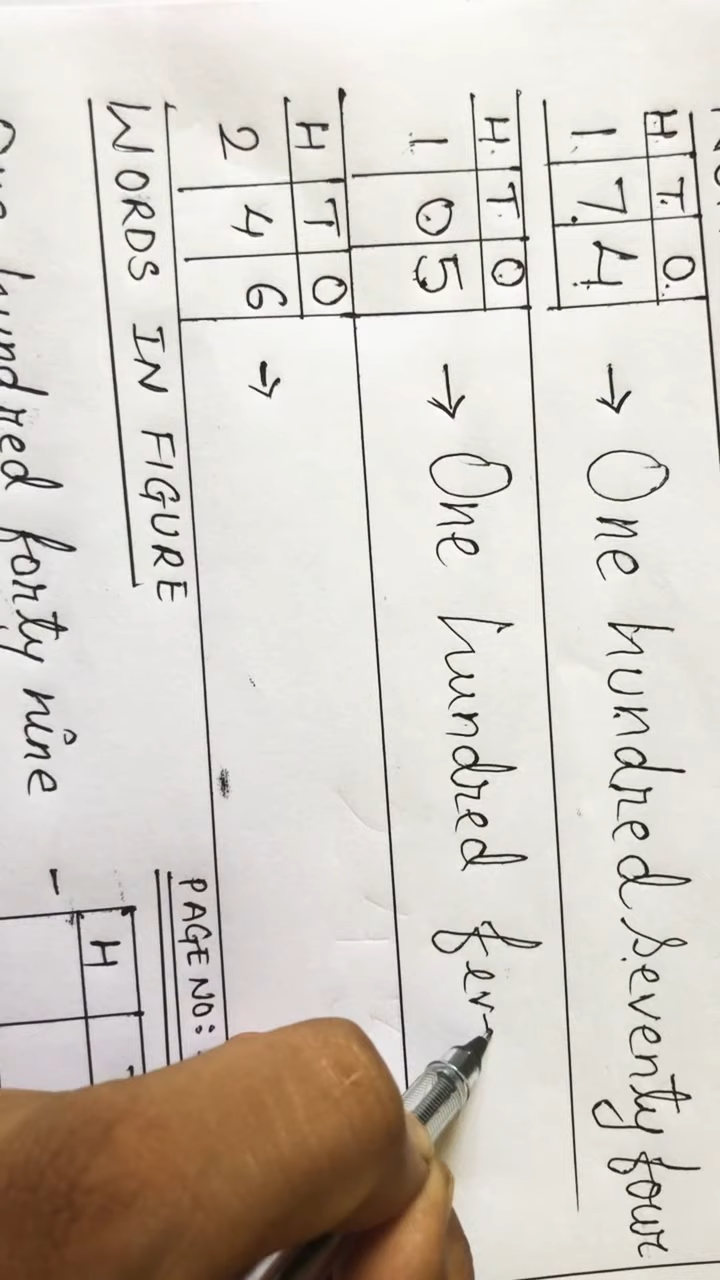 H. T. O.
1 7 4 → One hundred seventy four
H. T. O
1 0 5 → One hundred
H T O
2 4 6 →
WORDS IN FIGURE
PAGE NO:
One hundred forty nine - H